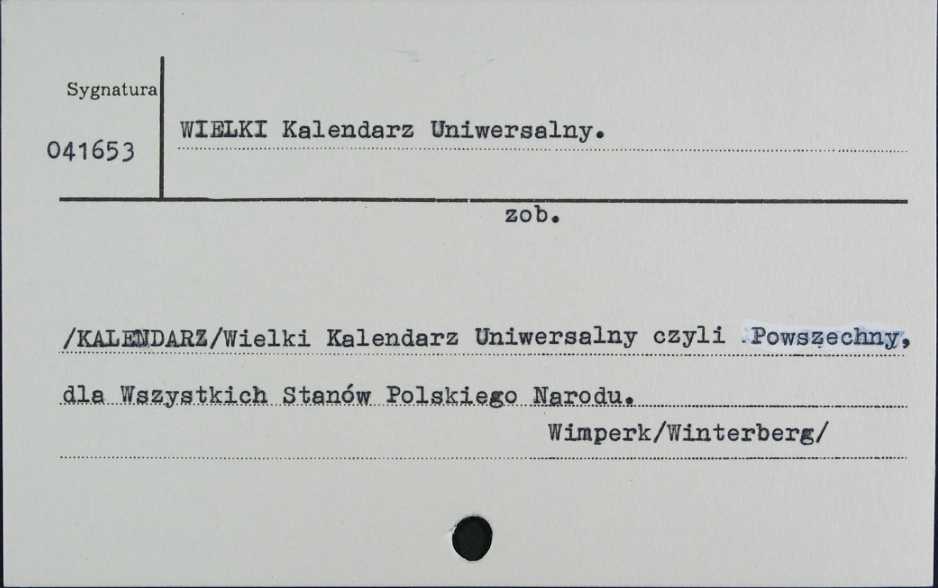 Sygnatura
WIELKI Kalendarz Uniwersalny.
041653
zob.
/KALENDARZ/Wielki Kalendarz Uniwersalny czyli Powszechny,
dla Wszystkich Stanów Polskiego Narodu.
Wimperk/Winterberg/